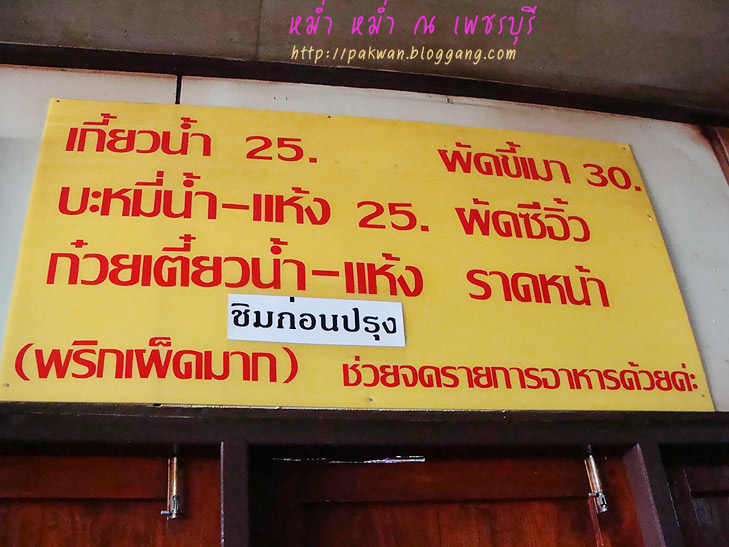 หม่ำ หม่ำ ณ เพชรบุรี
http://pakwan.bloggang.com
เกี้ยวน้ำ 25. ผัดขี้เมา 30.
บะหมี่น้ำ-แห้ง 25. ผัดซีอิ้ว
ก๋วยเตี๋ยวน้ำ-แห้ง ราดหน้า
ชิมก่อนปรุง
(พริกเผ็ดมาก) ช่วยจดรายการอาหารด้วยค่ะ